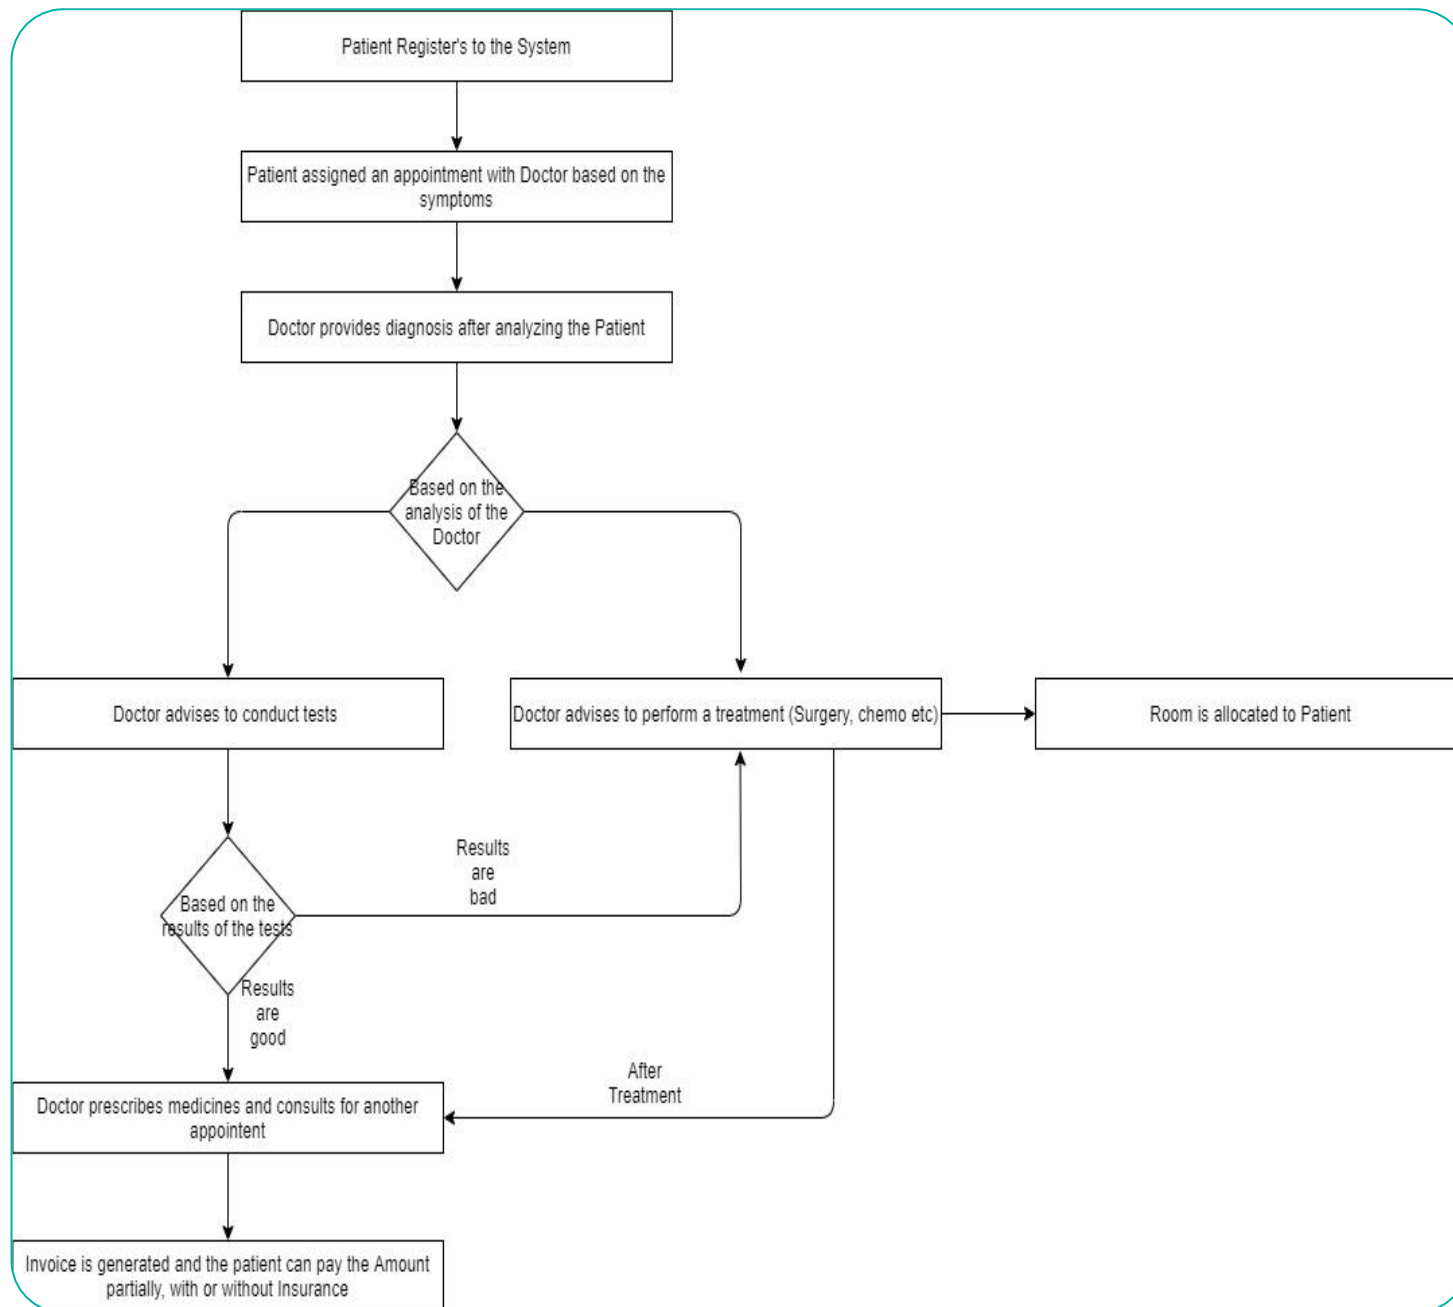 Patient Register's to the System
Patient assigned an appointment with Doctor based on the
symptoms
Doctor provides diagnosis after analyzing the Patient
Based on the
analysis of the
Doctor
Doctor advises to conduct tests
Doctor advises to perform a treatment (Surgery, chemo etc)
Room is allocated to Patient
Results
are
bad
Based on the
results of the tests
Results
are
good
After
Treatment
Doctor prescribes medicines and consults for another
appointent
Invoice is generated and the patient can pay the Amount
partially, with or without Insurance